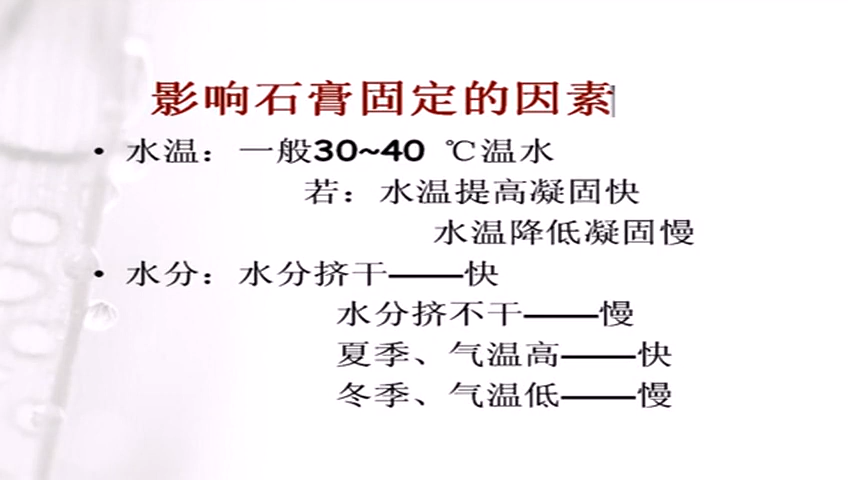 影响石膏固定的因素
• 水温：一般30~40 ℃温水
若：水温提高凝固快
水温降低凝固慢
• 水分：水分挤干——快
水分挤不干——慢
夏季、气温高——快
冬季、气温低——慢